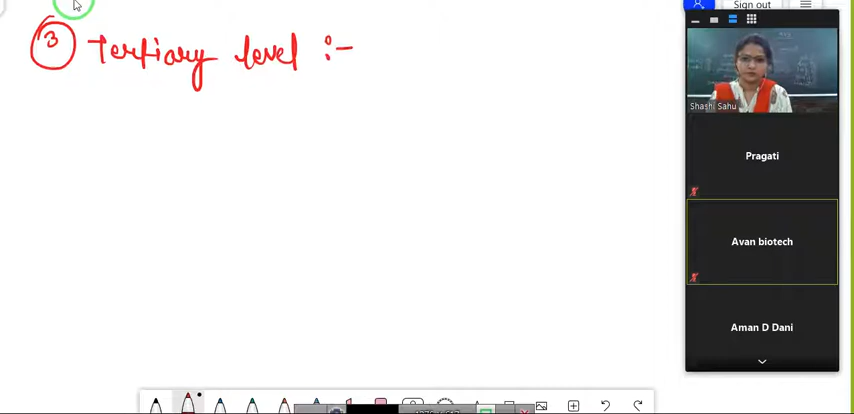 Sign out
③ Tertiary level :-
Shashi Sahu
Pragati
Avan biotech
Aman D Dani